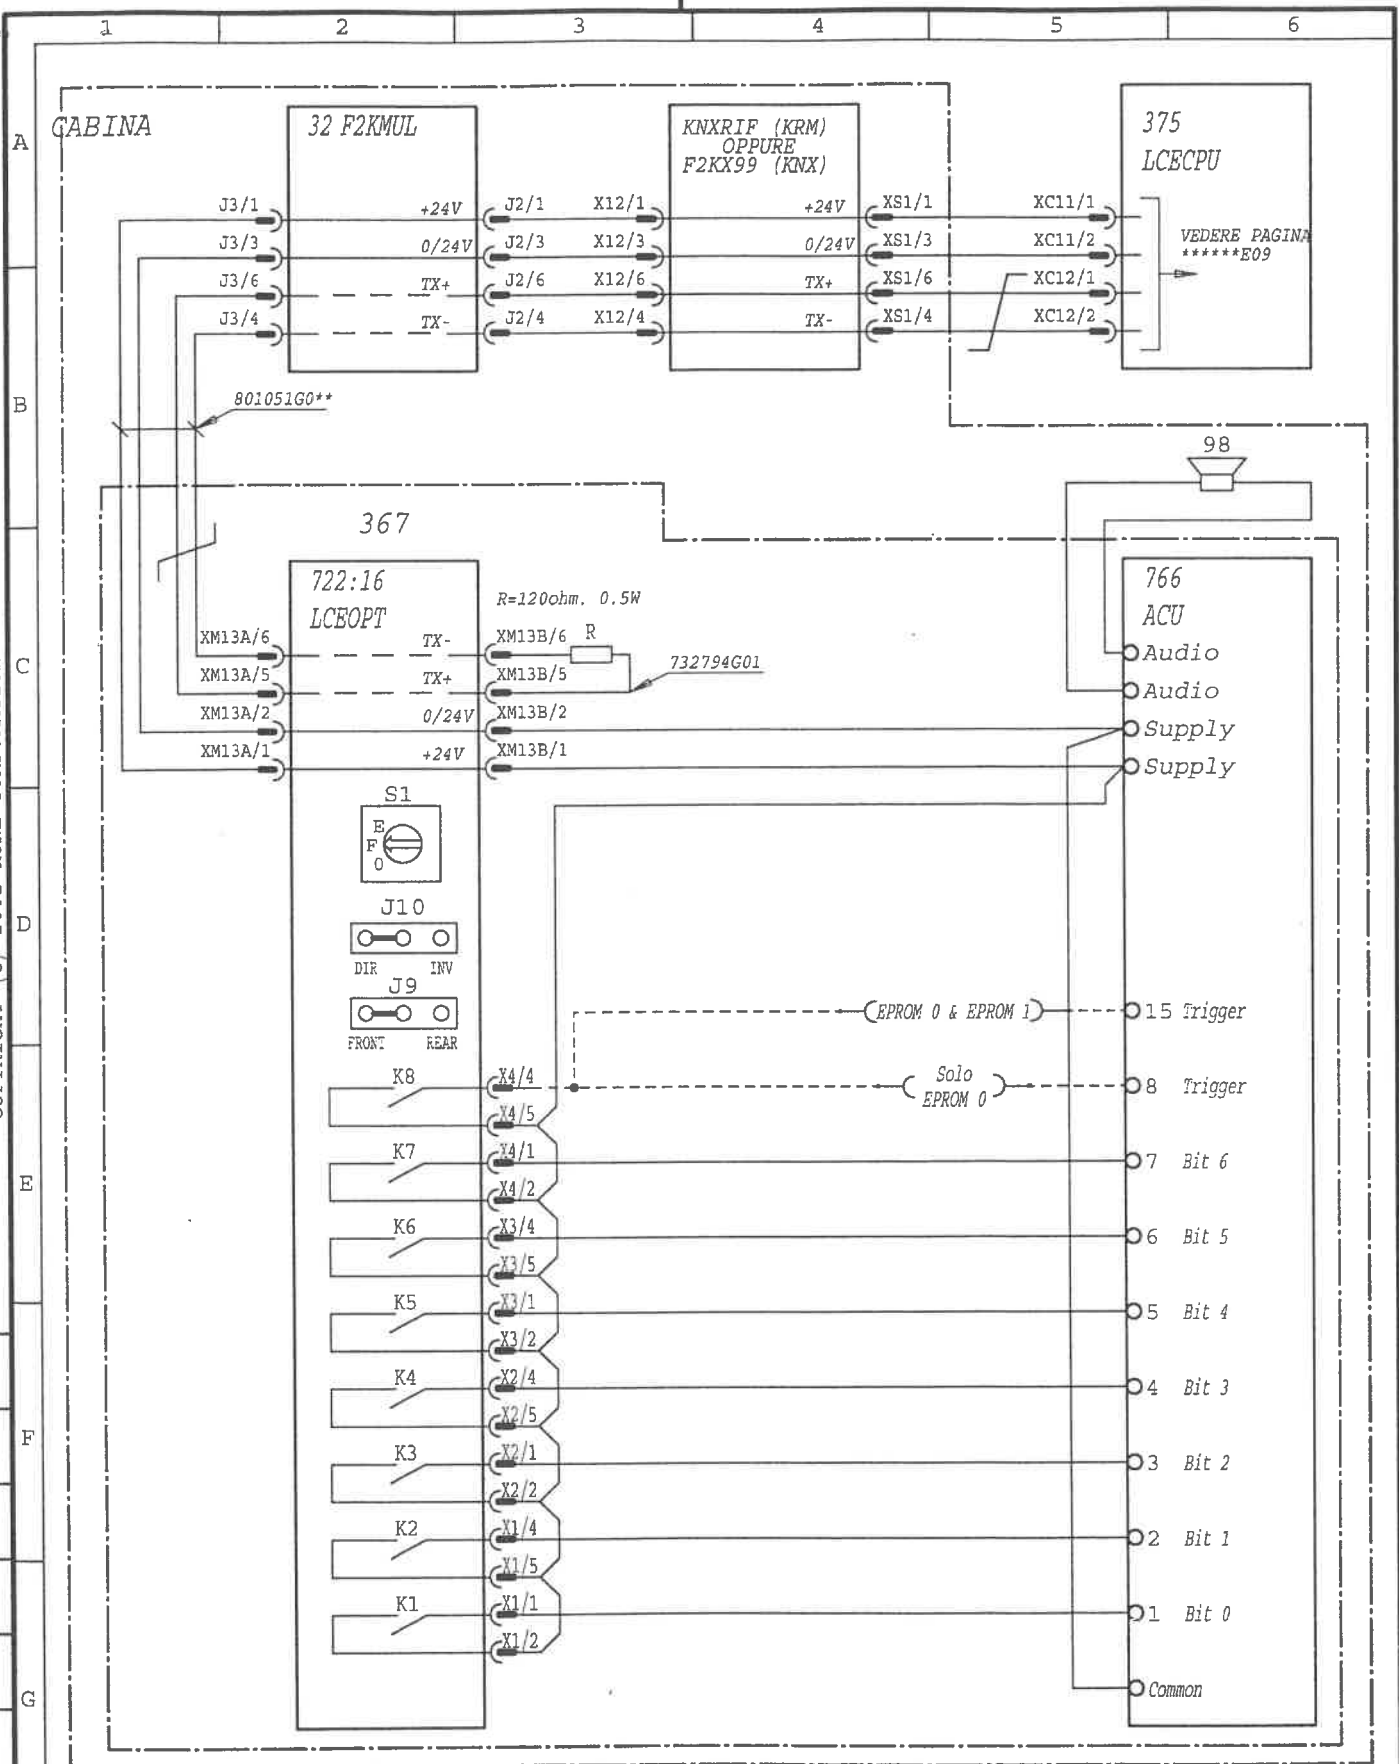 1 2 3 4 5 6
A
B
C
D
E
F
G
CABINA
32 F2KMUL
KNXRIF (KRM)
OPPURE
F2KX99 (KNX)
375
LCECPU
J3/1 +24V J2/1 X12/1 +24V XS1/1 XC11/1
J3/3 0/24V J2/3 X12/3 0/24V XS1/3 XC11/2
J3/6 TX+ J2/6 X12/6 TX+ XS1/6 XC12/1
J3/4 TX- J2/4 X12/4 TX- XS1/4 XC12/2
VEDERE PAGINA
******E09
801051G0**
98
367
722:16
LCEOPT
R=120ohm. 0.5W
766
ACU
XM13A/6 TX- XM13B/6 R
XM13A/5 TX+ XM13B/5
732794G01
XM13A/2 0/24V XM13B/2
XM13A/1 +24V XM13B/1
Audio
Audio
Supply
Supply
S1
E
F
0
J10
DIR INV
J9
FRONT REAR
EPROM 0 & EPROM 1 15 Trigger
K8 X4/4 Solo
EPROM 0 8 Trigger
X4/5
K7 X4/1 7 Bit 6
X4/2
K6 X3/4 6 Bit 5
X3/5
K5 X3/1 5 Bit 4
X3/2
K4 X2/4 4 Bit 3
X2/5
K3 X2/1 3 Bit 2
X2/2
K2 X1/4 2 Bit 1
X1/5
K1 X1/1 1 Bit 0
X1/2
Common